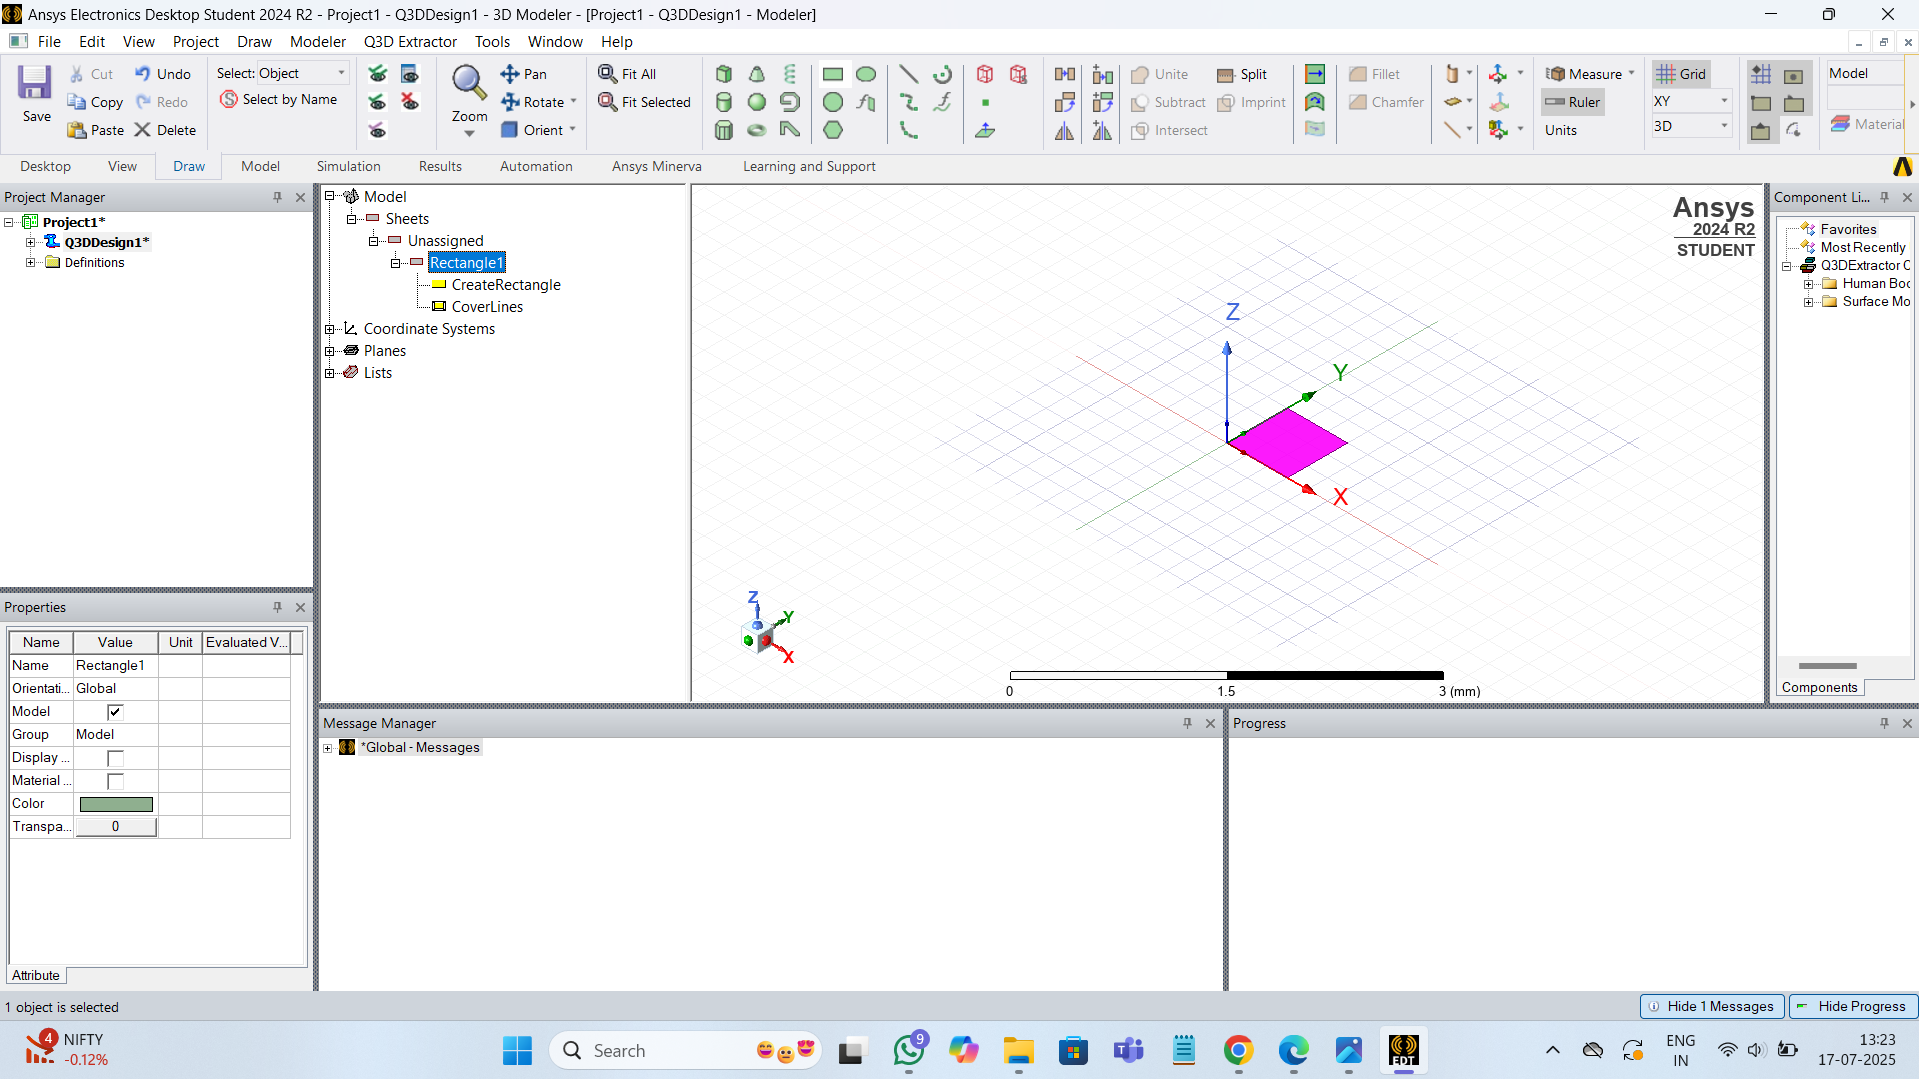 Ansys Electronics Desktop Student 2024 R2 - Project1 - Q3DDesign1 - 3D Modeler - [Project1 - Q3DDesign1 - Modeler]
File Edit View Project Draw Modeler Q3D Extractor Tools Window Help
Save
Cut
Copy
Paste
Undo
Redo
Delete
Select: Object
Select by Name
Zoom
Pan
Rotate
Orient
Fit All
Fit Selected
Unite
Subtract
Intersect
Split
Imprint
Fillet
Chamfer
Measure
Ruler
Units
Grid
XY
3D
Model
Material
Desktop View Draw Model Simulation Results Automation Ansys Minerva Learning and Support
Project Manager
Project1*
Q3DDesign1*
Definitions
Model
Sheets
Unassigned
Rectangle1
CreateRectangle
CoverLines
Coordinate Systems
Planes
Lists
Ansys
2024 R2
STUDENT
Z
Y
X
Z
Y
X
0 1.5 3 (mm)
Component Li...
Favorites
Most Recently
Q3DExtractor C
Human Boc
Surface Mo
Components
Properties
Name Value Unit Evaluated V...
Name Rectangle1
Orientati... Global
Model
Group Model
Display ...
Material ...
Color
Transpa... 0
Attribute
Message Manager
*Global - Messages
Progress
1 object is selected
Hide 1 Messages
Hide Progress
4
NIFTY
-0.12%
Search
9
EDT
ENG
IN
13:23
17-07-2025